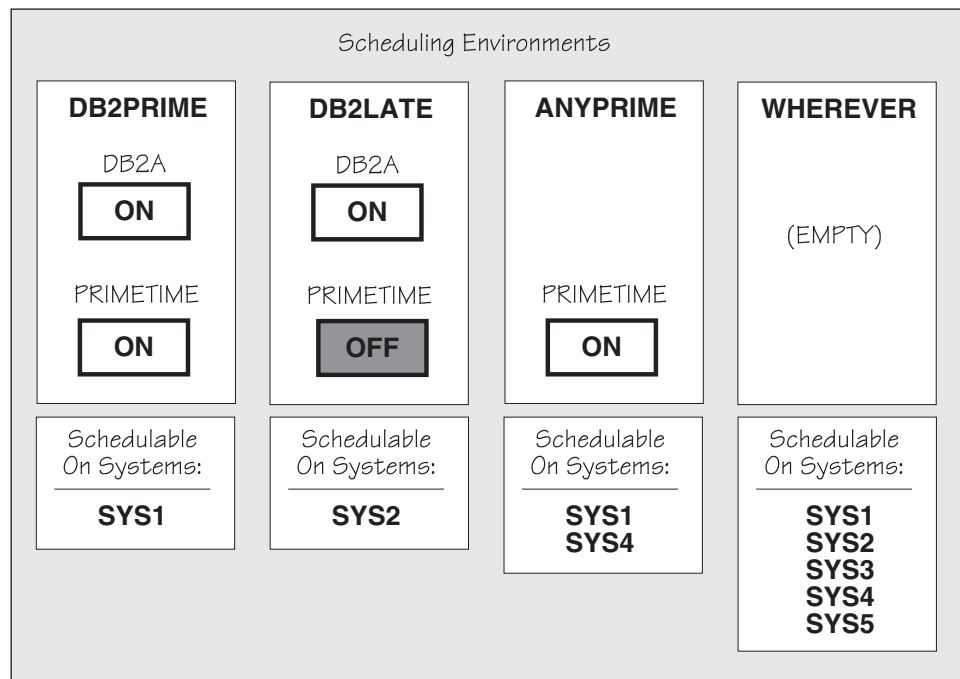 Scheduling Environments
DB2PRIME
DB2A
ON
PRIMETIME
ON
Schedulable
On Systems:
SYS1
DB2LATE
DB2A
ON
PRIMETIME
OFF
Schedulable
On Systems:
SYS2
ANYPRIME
PRIMETIME
ON
Schedulable
On Systems:
SYS1
SYS4
WHEREVER
(EMPTY)
Schedulable
On Systems:
SYS1
SYS2
SYS3
SYS4
SYS5